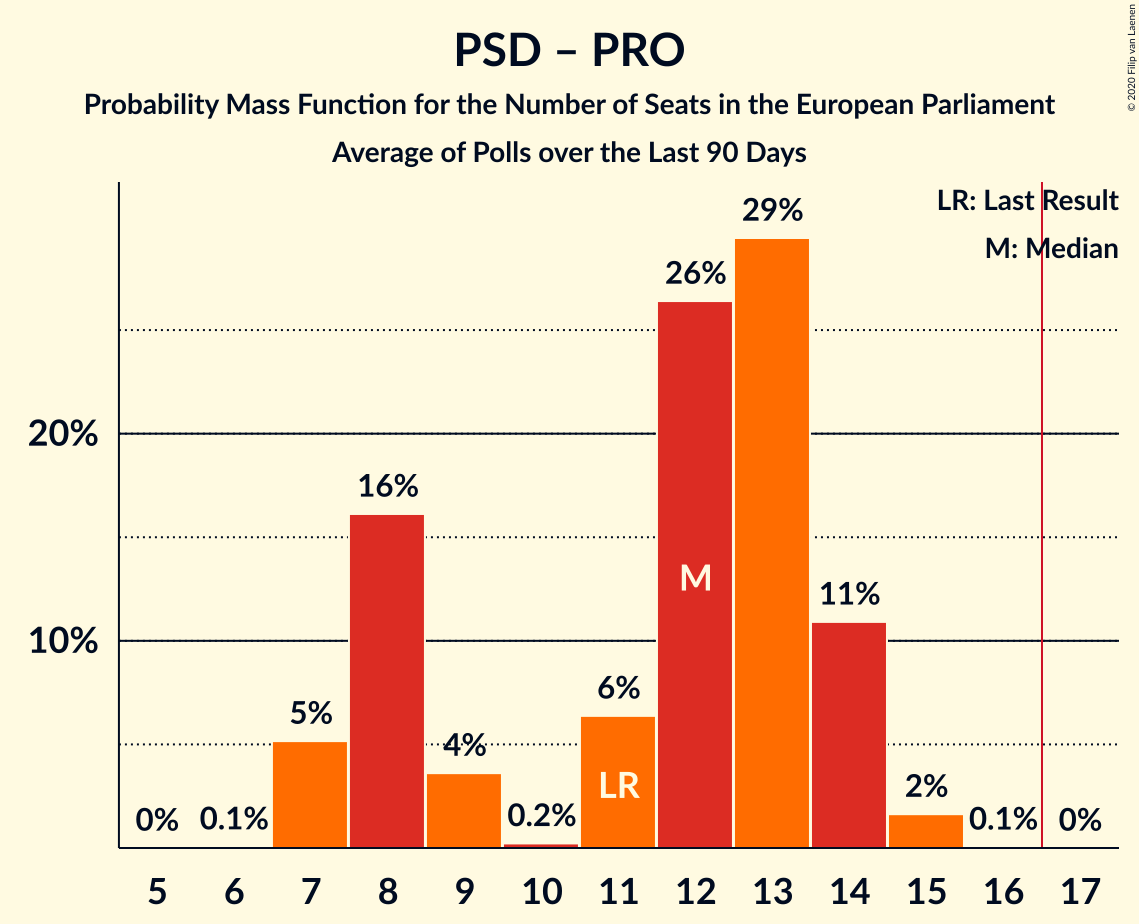 PSD – PRO
Probability Mass Function for the Number of Seats in the European Parliament
Average of Polls over the Last 90 Days
© 2020 Filip van Laenen
LR: Last Result
M: Median
29%
26%
20%
16%
11%
10%
6%
5%
4%
2%
0%
0.1%
0.2%
0.1%
0%
M
LR
5 6 7 8 9 10 11 12 13 14 15 16 17